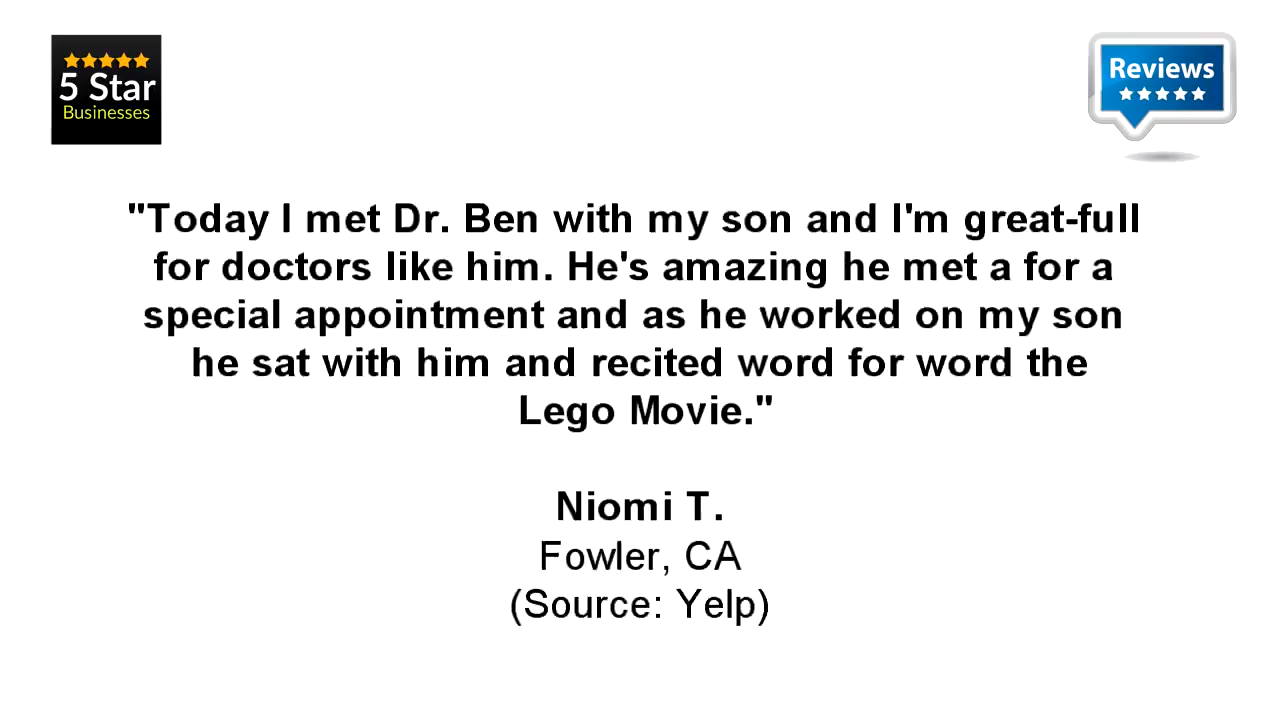 5 Star
Businesses
Reviews
"Today I met Dr. Ben with my son and I'm great-full
for doctors like him. He's amazing he met a for a
special appointment and as he worked on my son
he sat with him and recited word for word the
Lego Movie."
Niomi T.
Fowler, CA
(Source: Yelp)